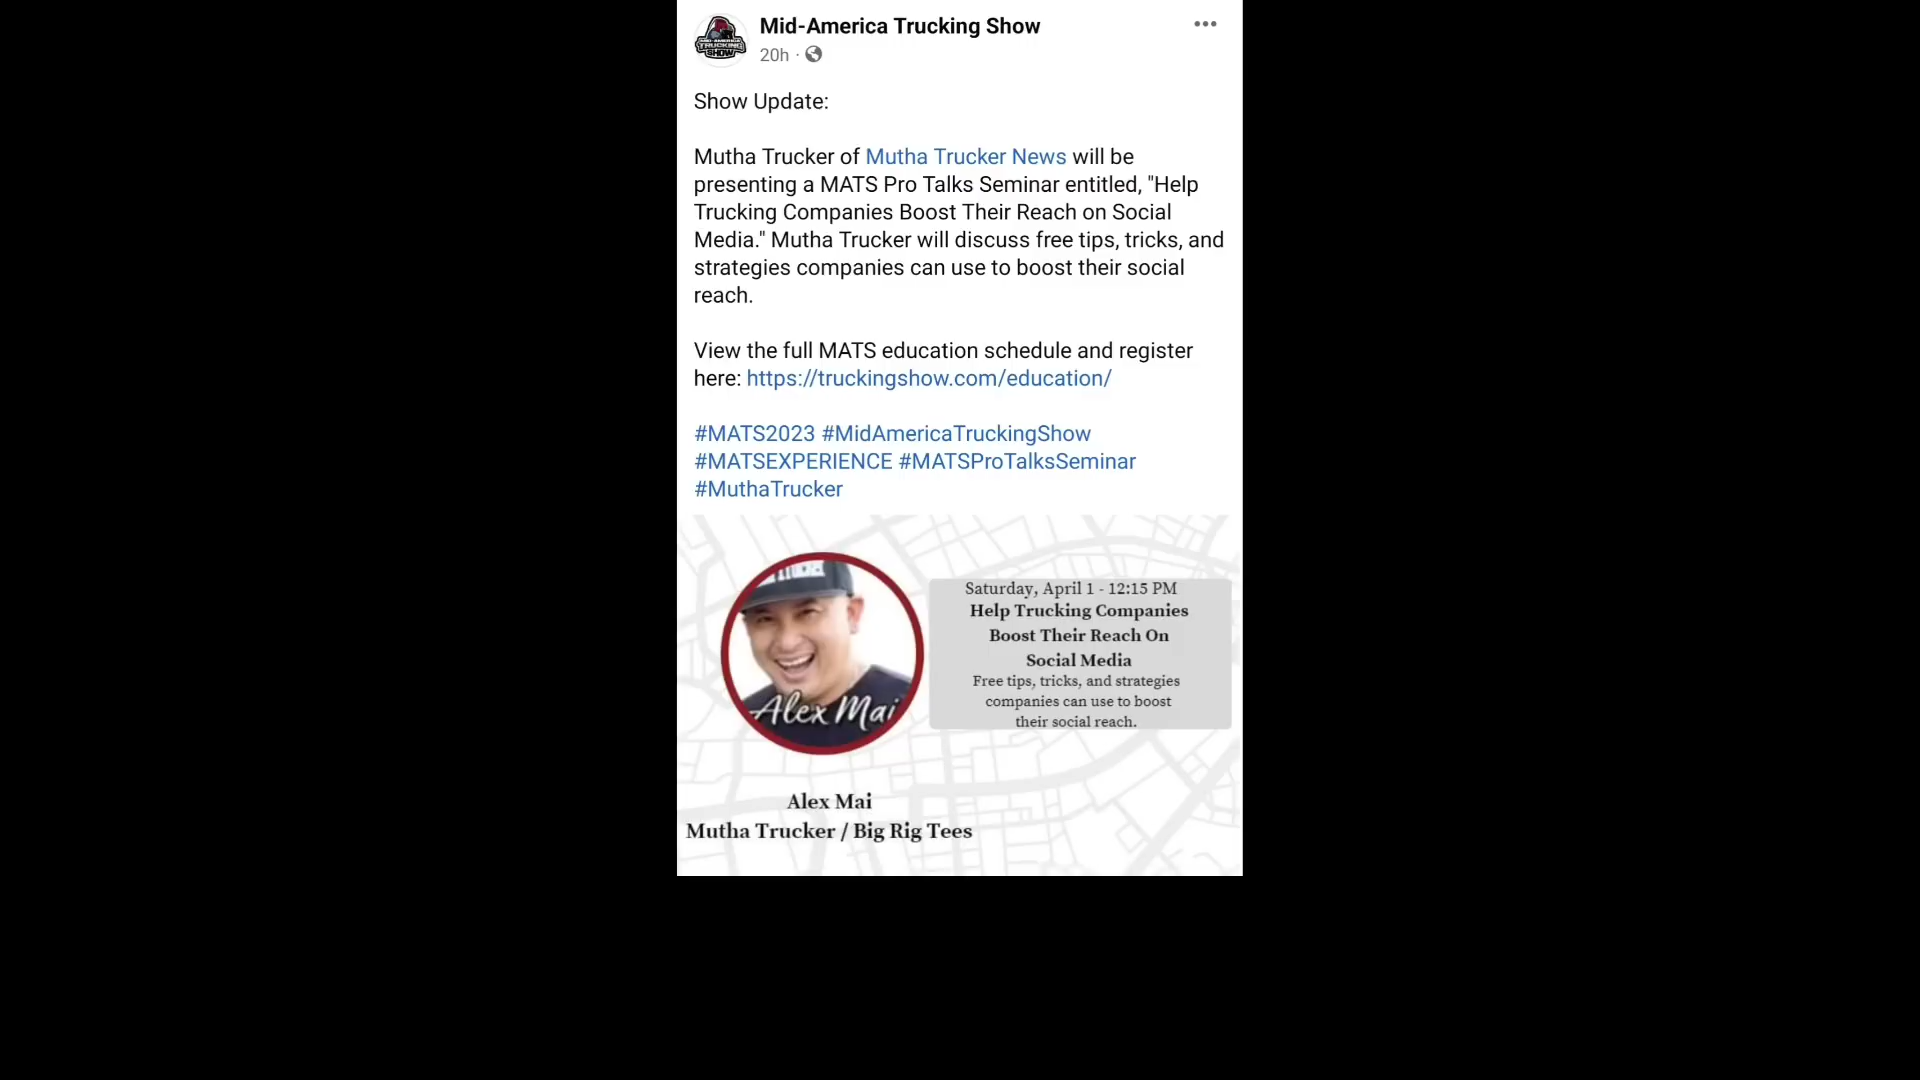 Mid-America Trucking Show
20h ·
MID-AMERICA
TRUCKING
SHOW
Show Update:
Mutha Trucker of Mutha Trucker News will be
presenting a MATS Pro Talks Seminar entitled, "Help
Trucking Companies Boost Their Reach on Social
Media." Mutha Trucker will discuss free tips, tricks, and
strategies companies can use to boost their social
reach.
View the full MATS education schedule and register
here: https://truckingshow.com/education/
#MATS2023 #MidAmericaTruckingShow
#MATSEXPERIENCE #MATSProTalksSeminar
#MuthaTrucker
Alex Mai
Saturday, April 1 - 12:15 PM
Help Trucking Companies
Boost Their Reach On
Social Media
Free tips, tricks, and strategies
companies can use to boost
their social reach.
Alex Mai
Mutha Trucker / Big Rig Tees